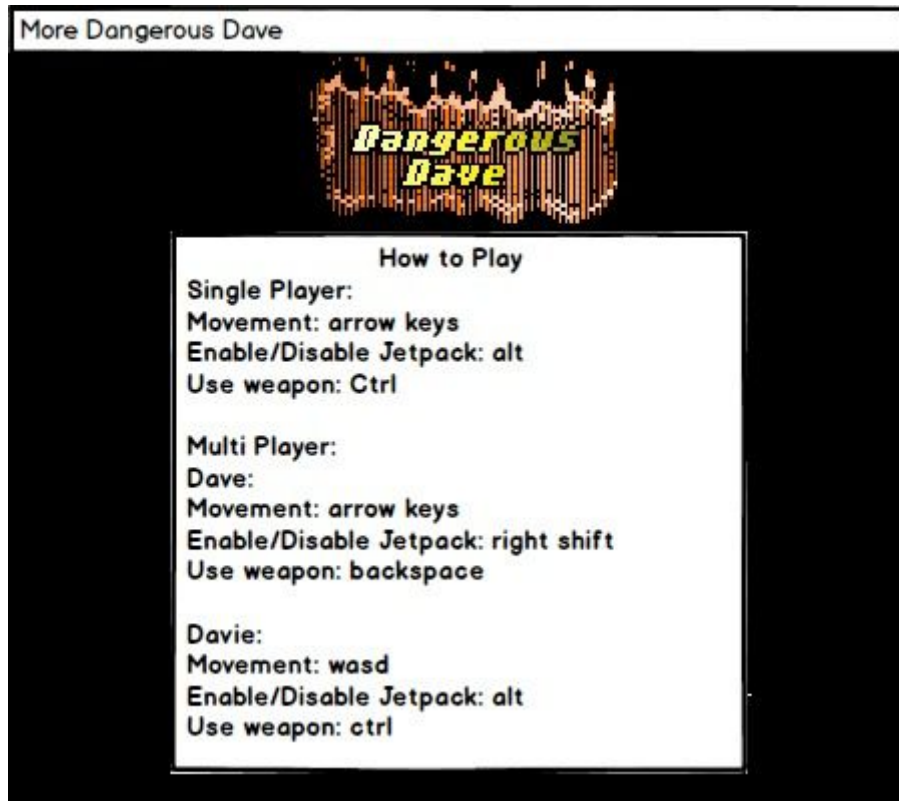 More Dangerous Dave
Dangerous
Dave
How to Play
Single Player:
Movement: arrow keys
Enable/Disable Jetpack: alt
Use weapon: Ctrl
Multi Player:
Dave:
Movement: arrow keys
Enable/Disable Jetpack: right shift
Use weapon: backspace
Davie:
Movement: wasd
Enable/Disable Jetpack: alt
Use weapon: ctrl